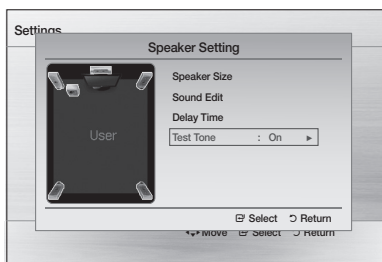 Settings
Speaker Setting
Speaker Size
Sound Edit
Delay Time
Test Tone : On ►
User
Select Return
Move Select Return